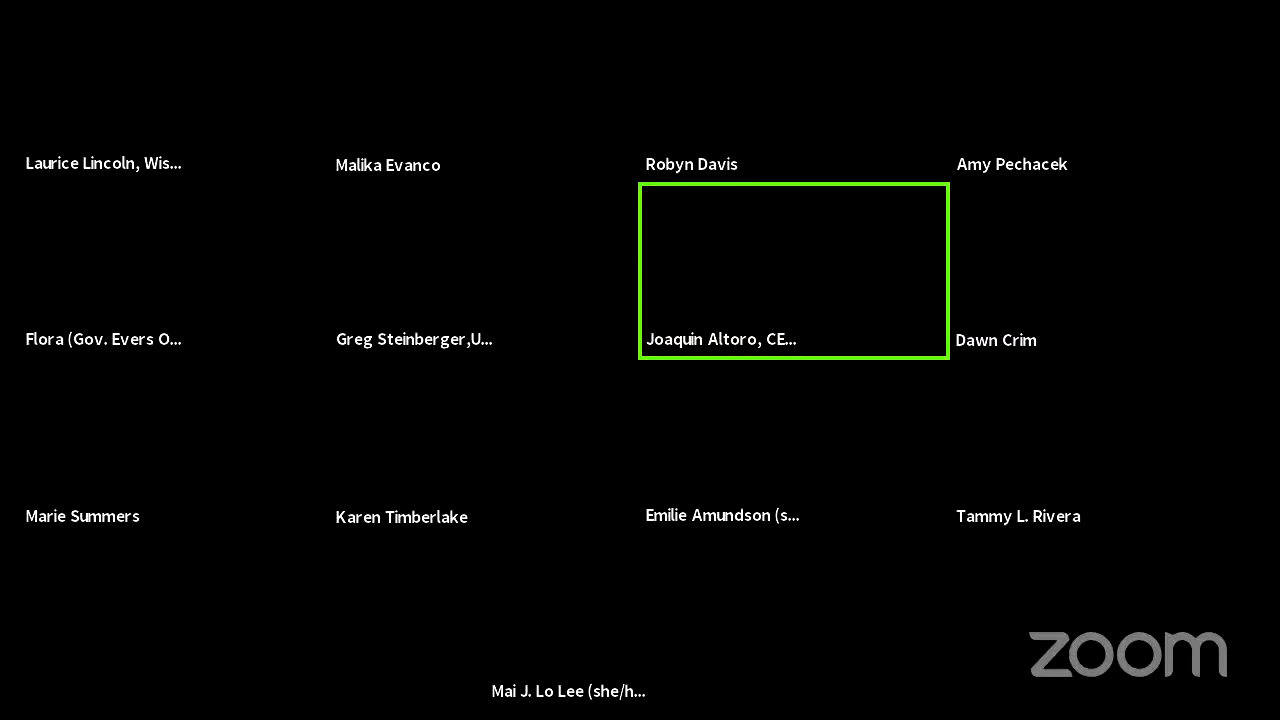 Laurice Lincoln, Wis...
Malika Evanco
Robyn Davis
Amy Pechacek
Flora (Gov. Evers O...
Greg Steinberger,U...
Joaquin Altoro, CE...
Dawn Crim
Marie Summers
Karen Timberlake
Emilie Amundson (s...
Tammy L. Rivera
Mai J. Lo Lee (she/h...
zoom